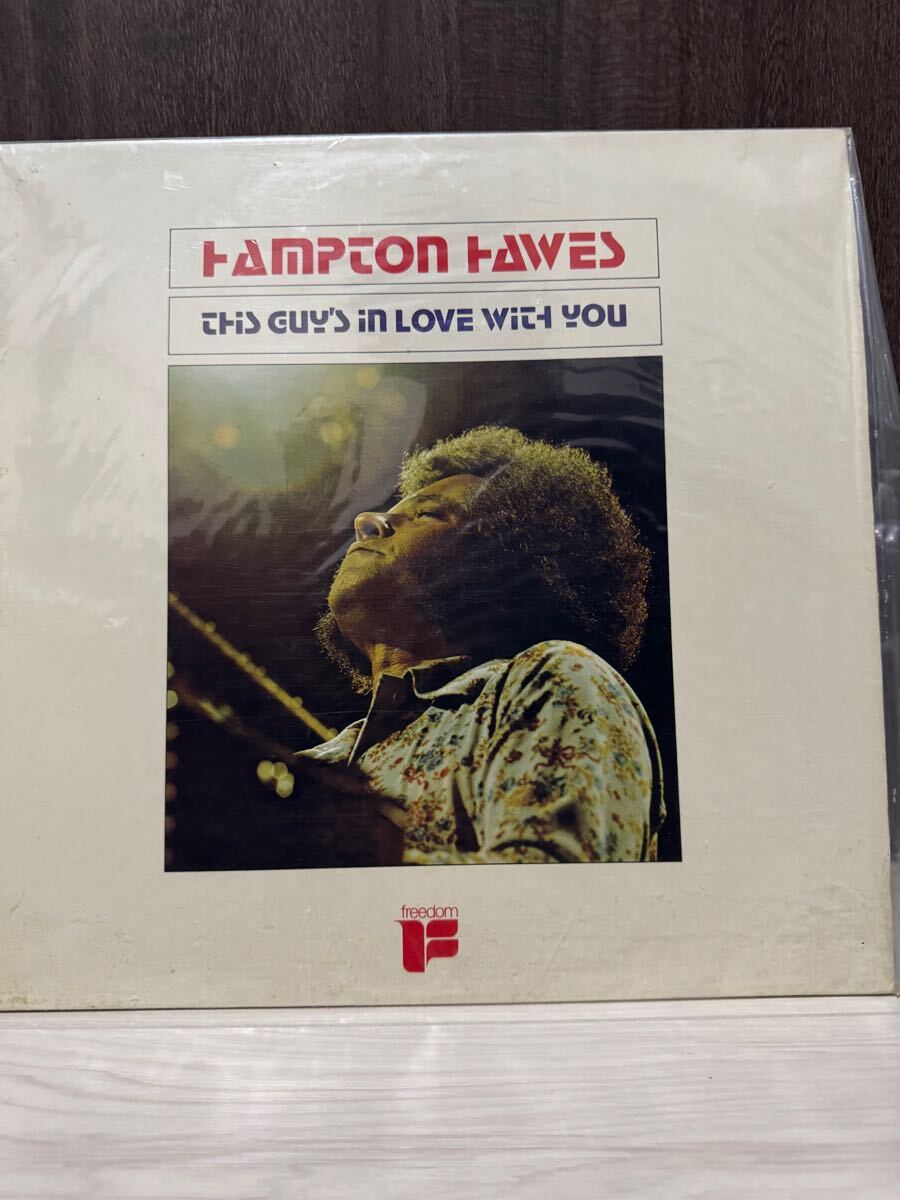 HAMPTON HAWES
THIS GUY'S IN LOVE WITH YOU
freedom
F